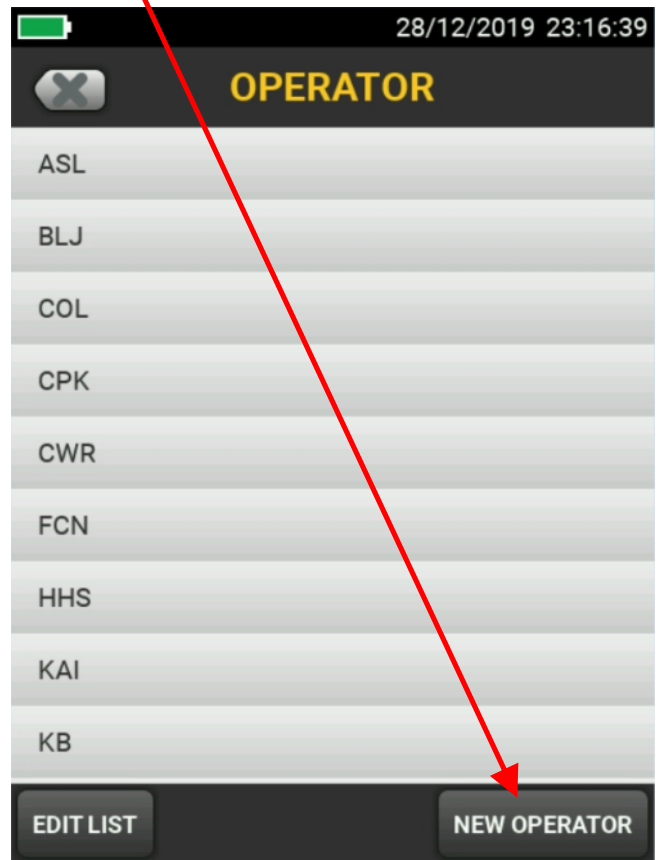 28/12/2019 23:16:39
OPERATOR
ASL
BLJ
COL
CPK
CWR
FCN
HHS
KAI
KB
EDIT LIST NEW OPERATOR